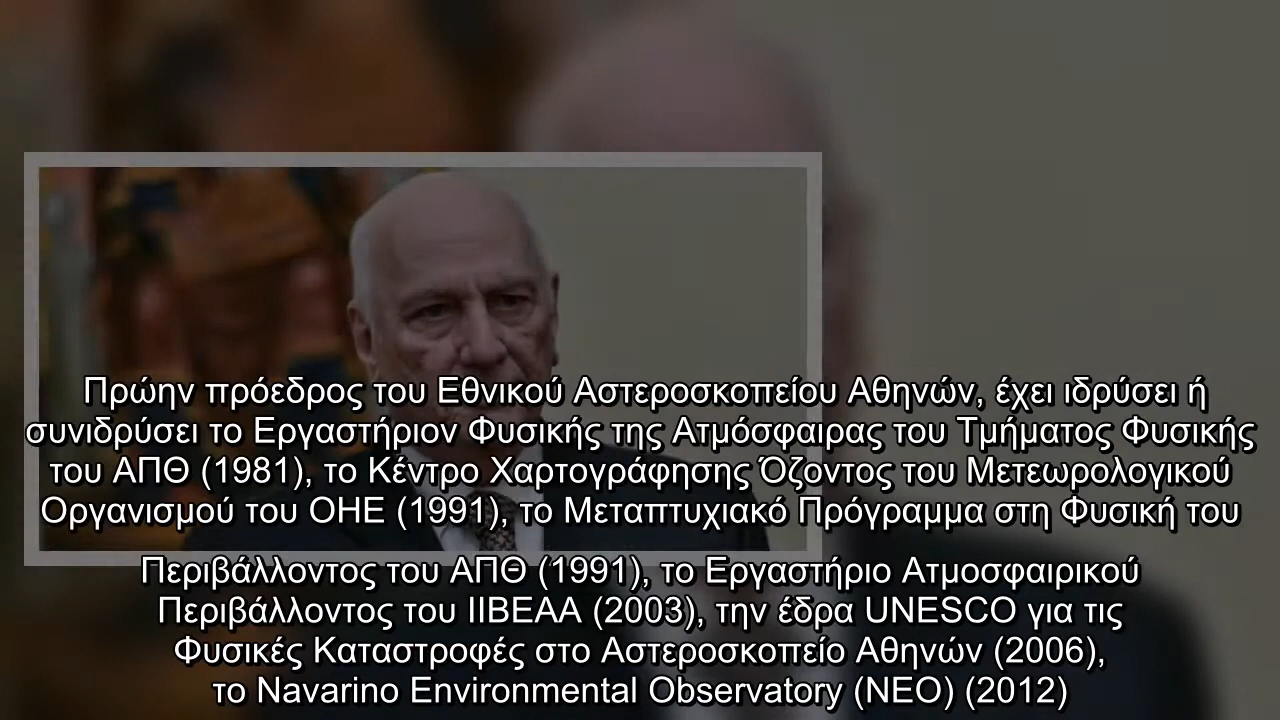 Πρώην πρόεδρος του Εθνικού Αστεροσκοπείου Αθηνών, έχει ιδρύσει ή
συνιδρύσει το Εργαστήριον Φυσικής της Ατμόσφαιρας του Τμήματος Φυσικής
του ΑΠΘ (1981), το Κέντρο Χαρτογράφησης Όζοντος του Μετεωρολογικού
Οργανισμού του ΟΗΕ (1991), το Μεταπτυχιακό Πρόγραμμα στη Φυσική του
Περιβάλλοντος του ΑΠΘ (1991), το Εργαστήριο Ατμοσφαιρικού
Περιβάλλοντος του ΙΙΒΕΑΑ (2003), την έδρα UNESCO για τις
Φυσικές Καταστροφές στο Αστεροσκοπείο Αθηνών (2006),
το Navarino Environmental Observatory (NEO) (2012)